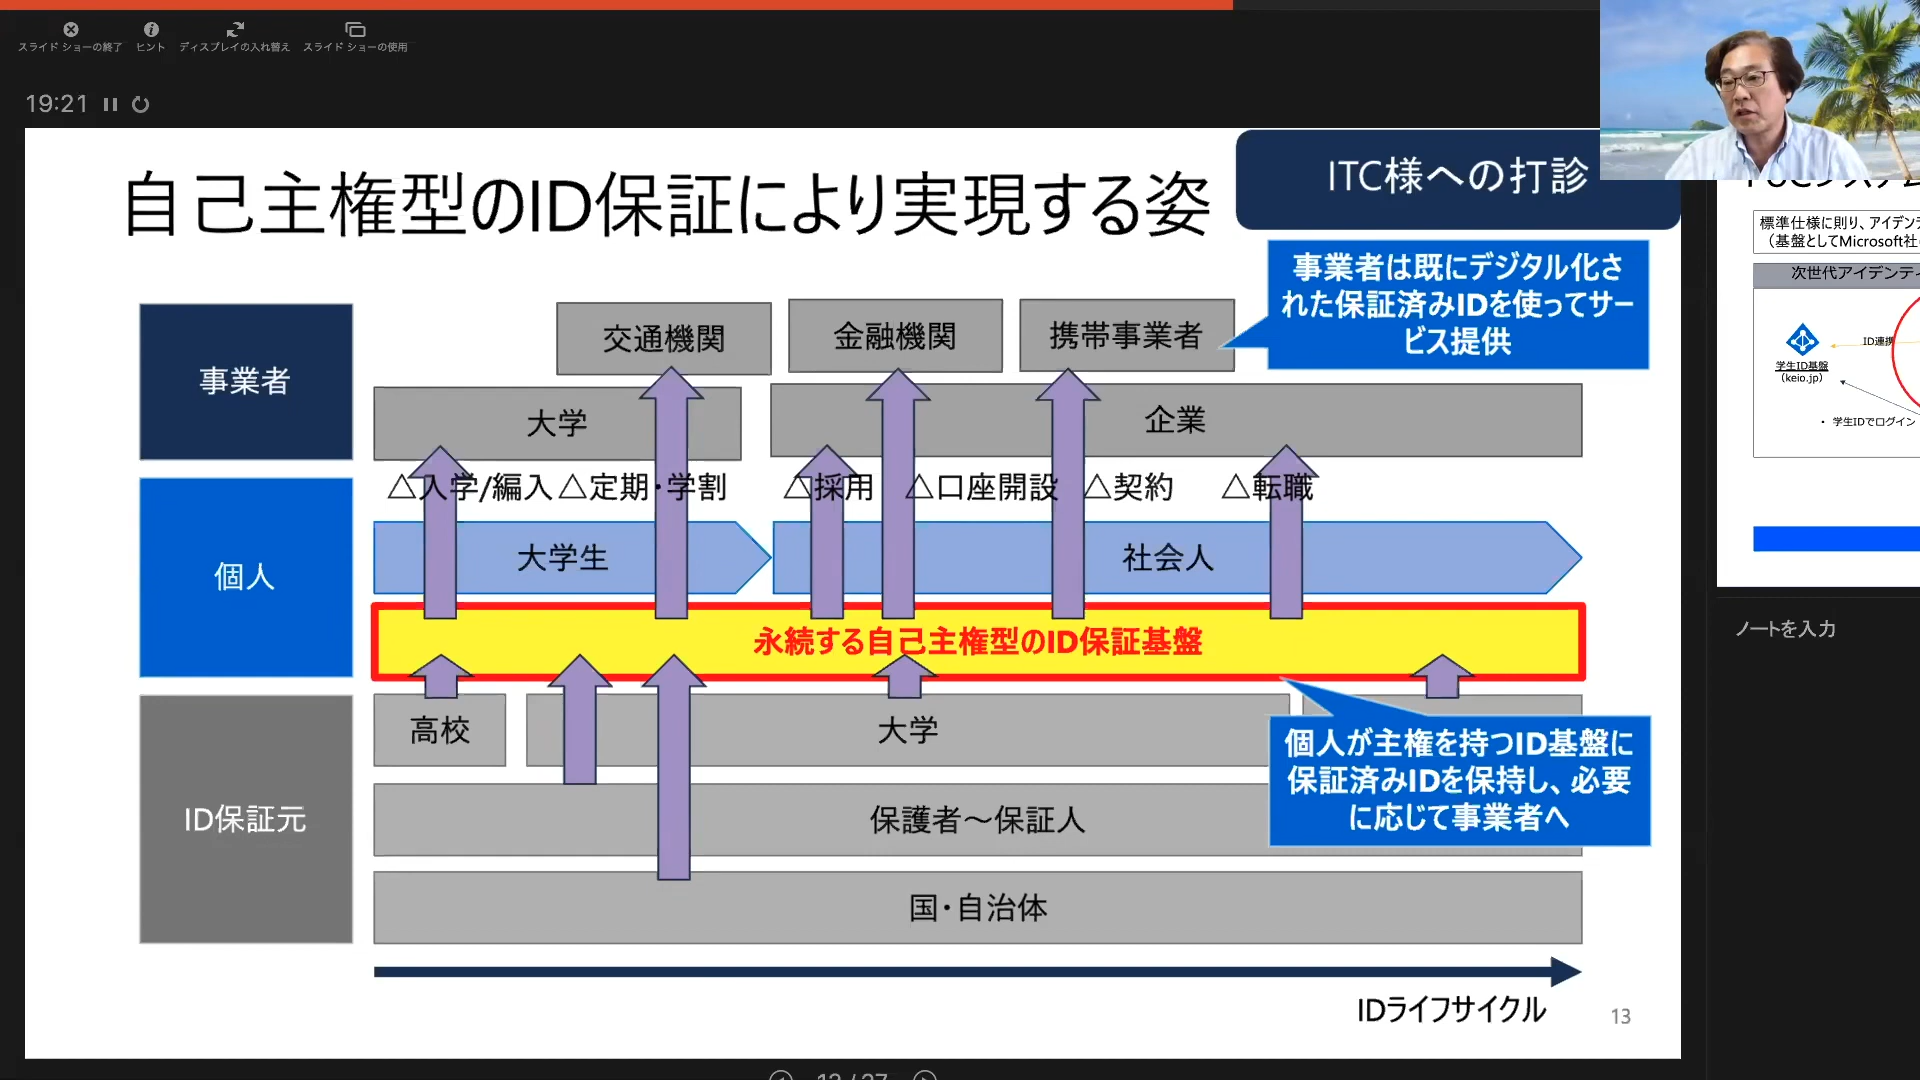 スライド ショーの終了
ヒント
ディスプレイの入れ替え
スライド ショーの使用
19:21
自己主権型のID保証により実現する姿
ITC様への打診
事業者は既にデジタル化さ
れた保証済みIDを使ってサー
ビス提供
事業者
交通機関
金融機関
携帯事業者
大学
企業
△入学/編入
△定期・学割
△採用
△口座開設
△契約
△転職
個人
大学生
社会人
永続する自己主権型のID保証基盤
ID保証元
高校
大学
個人が主権を持つID基盤に
保証済みIDを保持し、必要
に応じて事業者へ
保護者～保証人
国・自治体
IDライフサイクル
13
標準仕様に則り、アイデン
（基盤としてMicrosoft社
次世代アイデンティ
ID連携
学生ID基盤
(keio.jp)
・ 学生IDでログイン
ノートを入力